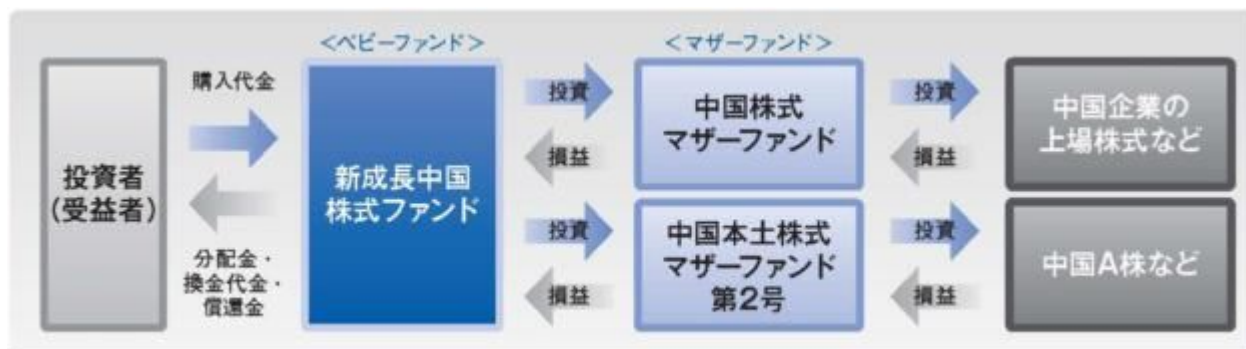 ＜ベビーファンド＞
＜マザーファンド＞
投資者
(受益者)
購入代金
分配金・
換金代金・
償還金
新成長中国
株式ファンド
投資
損益
投資
損益
中国株式
マザーファンド
中国本土株式
マザーファンド
第2号
投資
損益
投資
損益
中国企業の
上場株式など
中国A株など